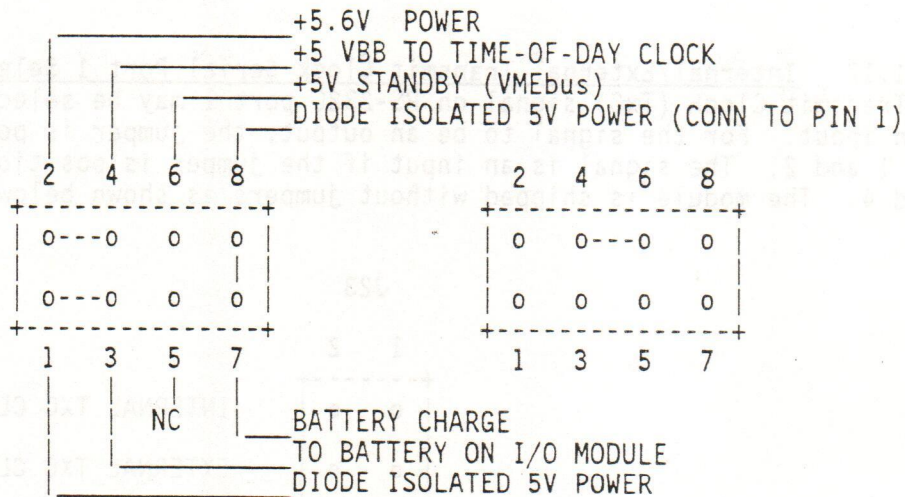 +5.6V POWER
+5 VBB TO TIME-OF-DAY CLOCK
+5V STANDBY (VMEbus)
DIODE ISOLATED 5V POWER (CONN TO PIN 1)
2 4 6 8 2 4 6 8
o---o o o o o---o o
o---o o o o o o o
1 3 5 7 1 3 5 7
NC
BATTERY CHARGE
TO BATTERY ON I/O MODULE
DIODE ISOLATED 5V POWER